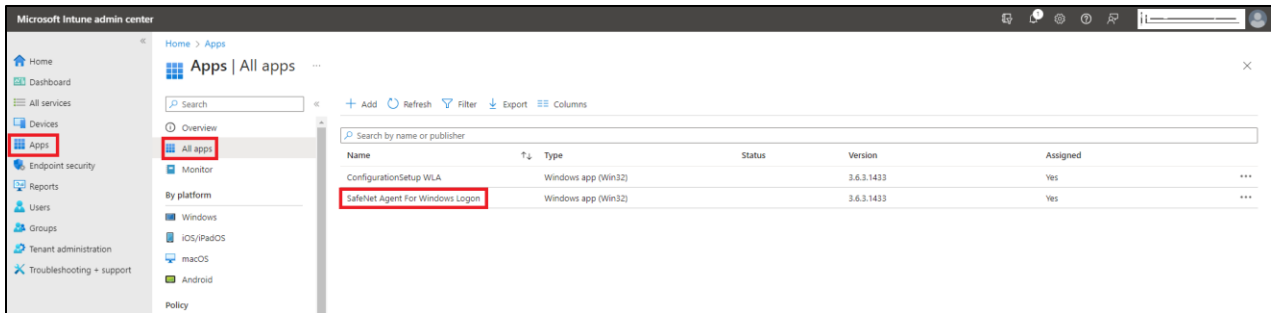 Microsoft Intune admin center
Home
Dashboard
All services
Devices
Apps
Endpoint security
Reports
Users
Groups
Tenant administration
Troubleshooting + support
Home > Apps
Apps | All apps ...
Search
Overview
All apps
Monitor
By platform
Windows
iOS/iPadOS
macOS
Android
Policy
+ Add Refresh Filter Export Columns
Search by name or publisher
Name Type Status Version Assigned
ConfigurationSetup WLA Windows app (Win32) 3.6.3.1433 Yes ...
SafeNet Agent For Windows Logon Windows app (Win32) 3.6.3.1433 Yes ...